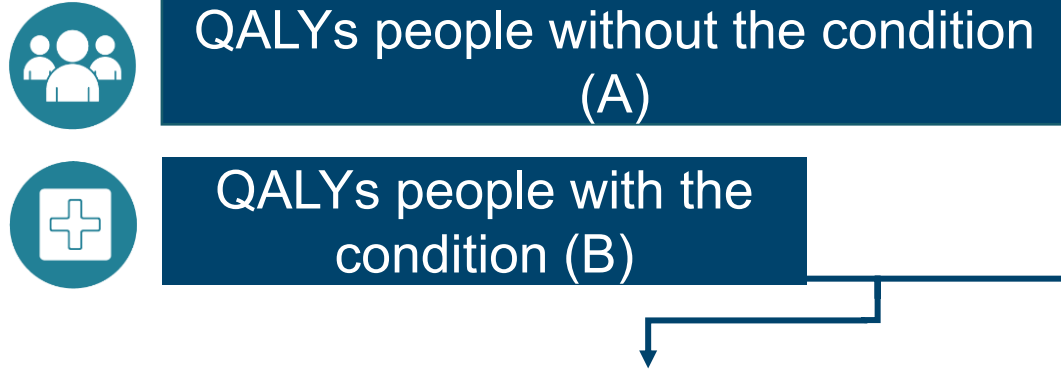 QALYs people without the condition
(A)
QALYs people with the
condition (B)